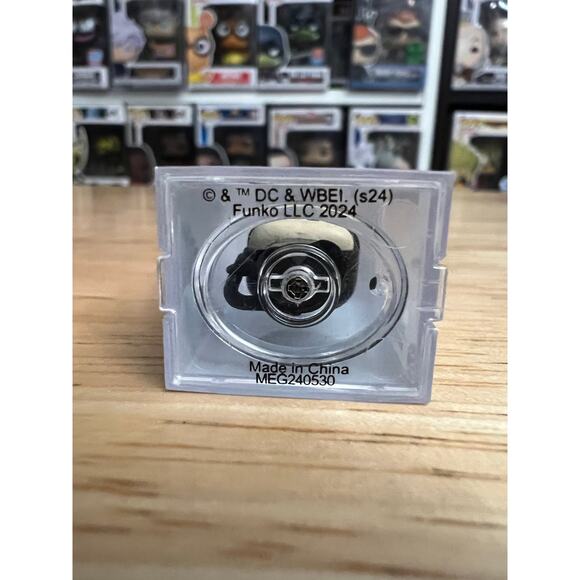 © & ™ DC & WBEI. (s24)
Funko LLC 2024
Made in China
MEG240530